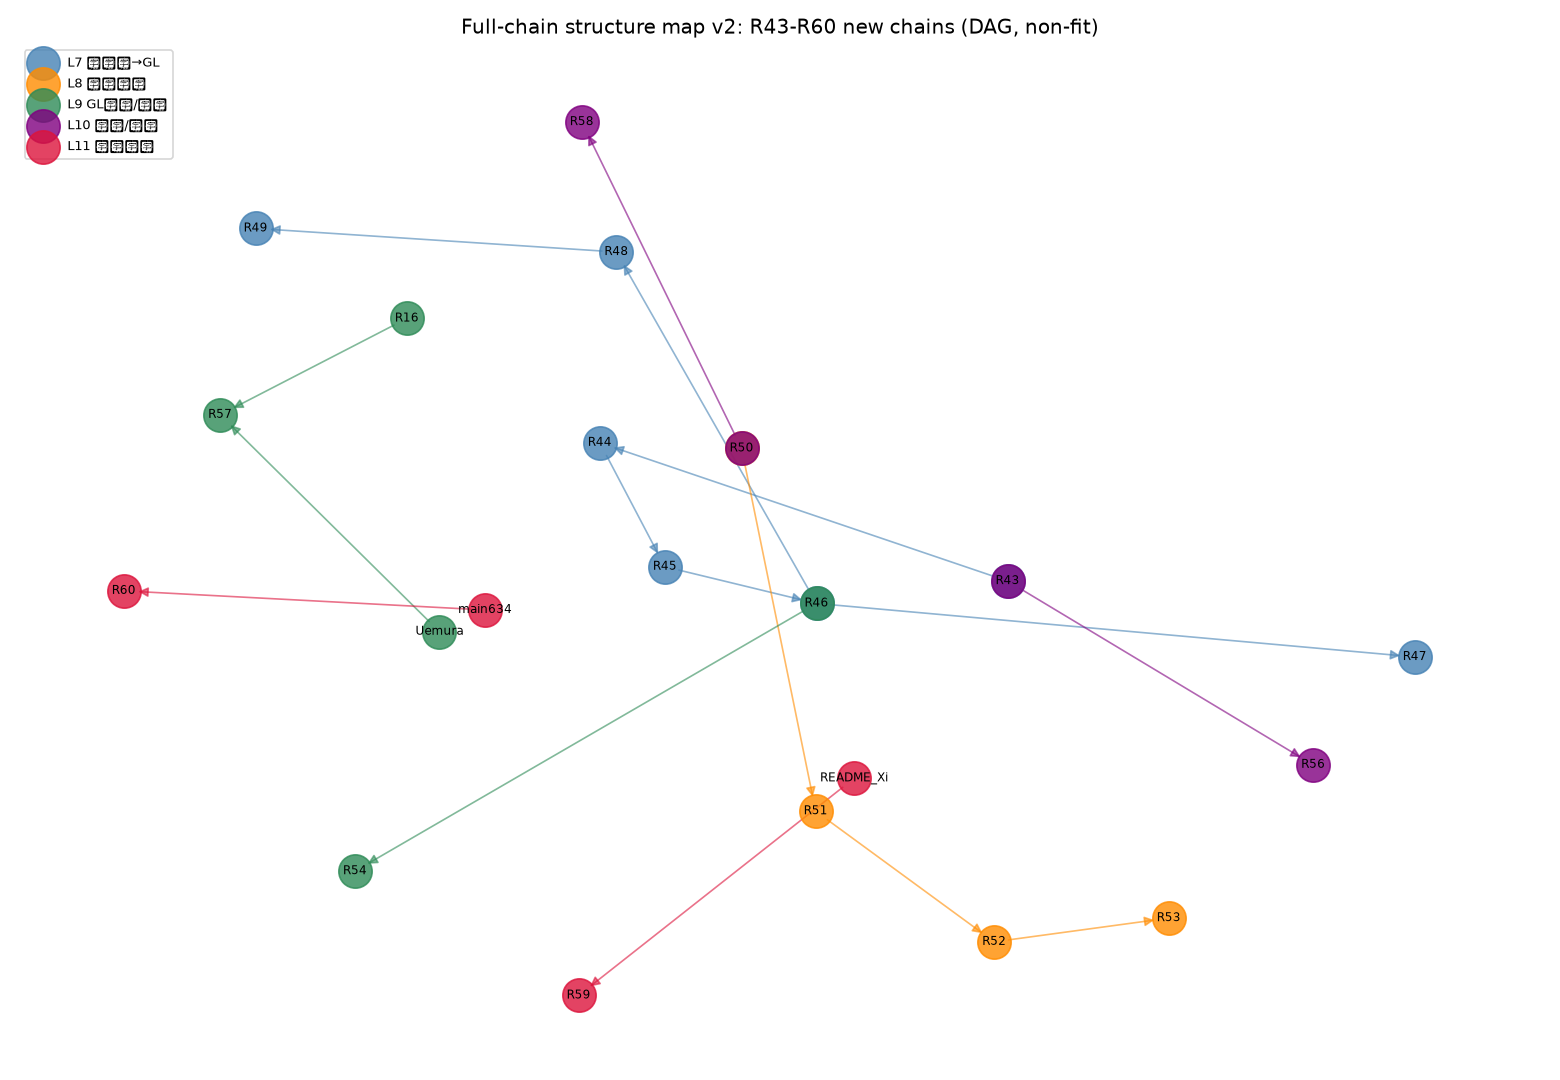 Full-chain structure map v2: R43-R60 new chains (DAG, non-fit)
L7 →GL
L8
L9 GL /
L10 /
L11
R58
R49
R48
R16
R57
R44
R50
R45
R43
R60
main634
R46
Uemura
R47
R56
README_Xi
R51
R54
R53
R52
R59